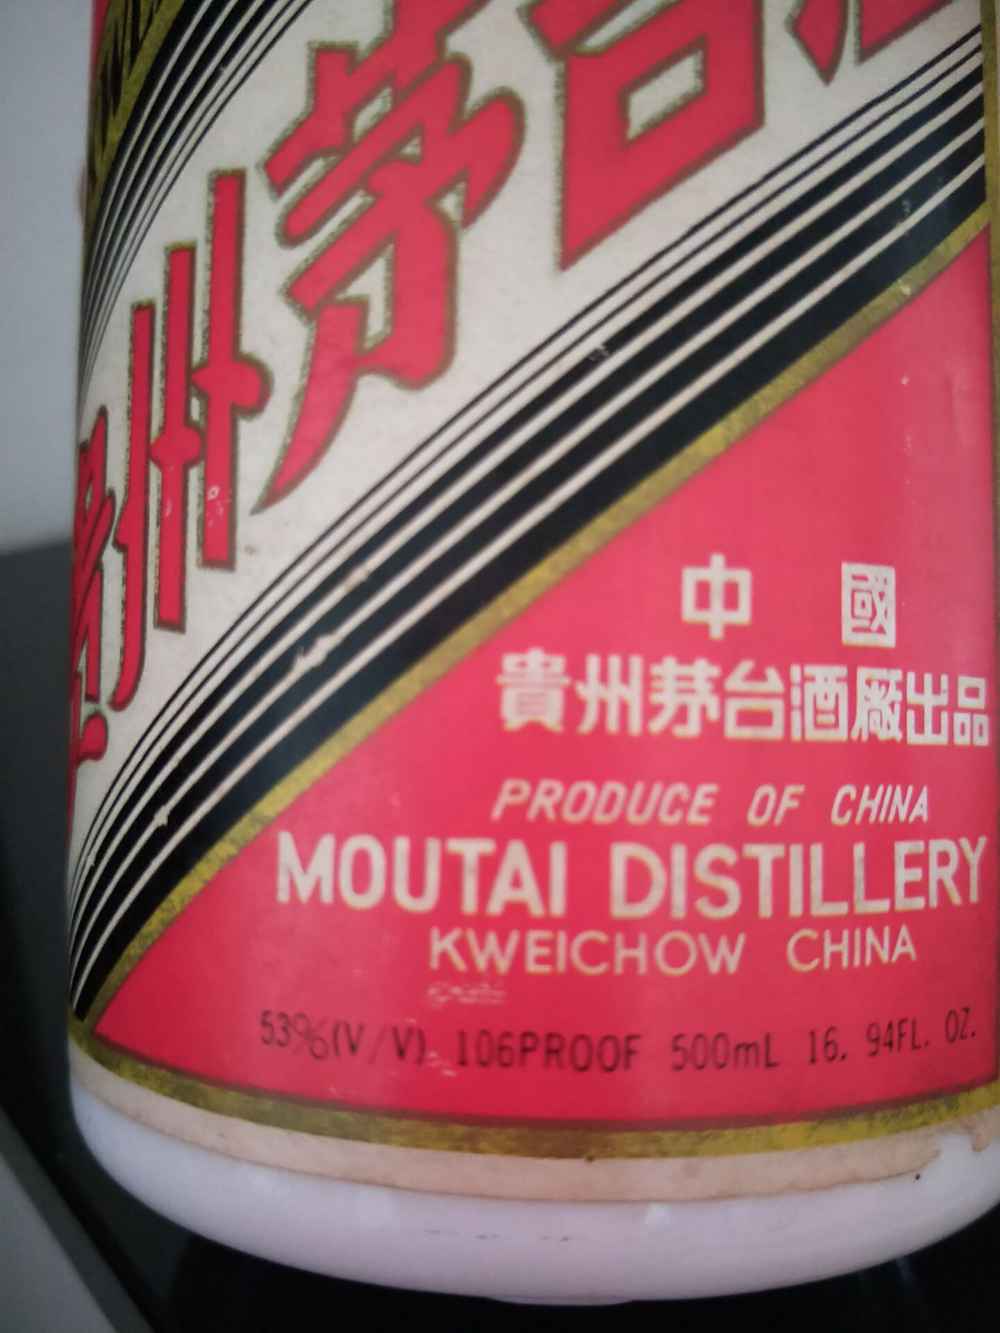 貴州茅台
中國
貴州茅台酒廠出品
PRODUCE OF CHINA
MOUTAI DISTILLERY
KWEICHOW CHINA
53%(V/V) 106PROOF 500mL 16.94FL. OZ.